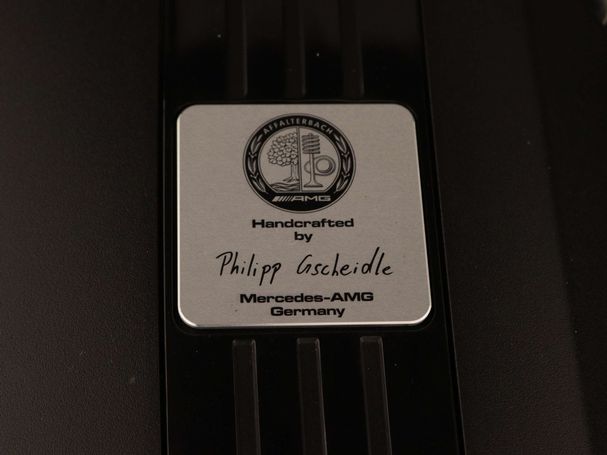 AFFALTERBACH
AMG
Handcrafted
by
Philipp Gscheidle
Mercedes-AMG
Germany